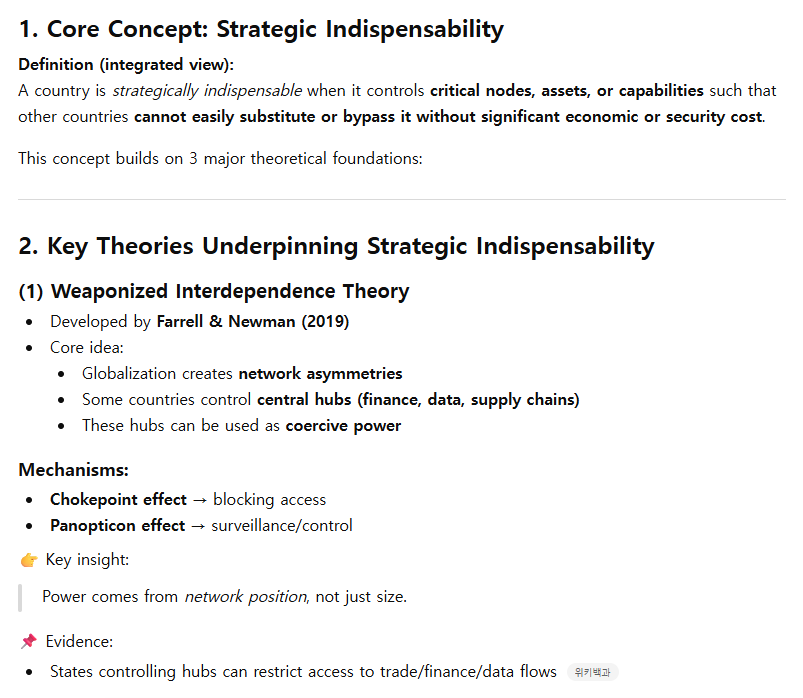 1. Core Concept: Strategic Indispensability
Definition (integrated view):
A country is strategically indispensable when it controls critical nodes, assets, or capabilities such that
other countries cannot easily substitute or bypass it without significant economic or security cost.
This concept builds on 3 major theoretical foundations:
2. Key Theories Underpinning Strategic Indispensability
(1) Weaponized Interdependence Theory
• Developed by Farrell & Newman (2019)
• Core idea:
• Globalization creates network asymmetries
• Some countries control central hubs (finance, data, supply chains)
• These hubs can be used as coercive power
Mechanisms:
• Chokepoint effect → blocking access
• Panopticon effect → surveillance/control
👉 Key insight:
Power comes from network position, not just size.
📌 Evidence:
• States controlling hubs can restrict access to trade/finance/data flows 위키백과